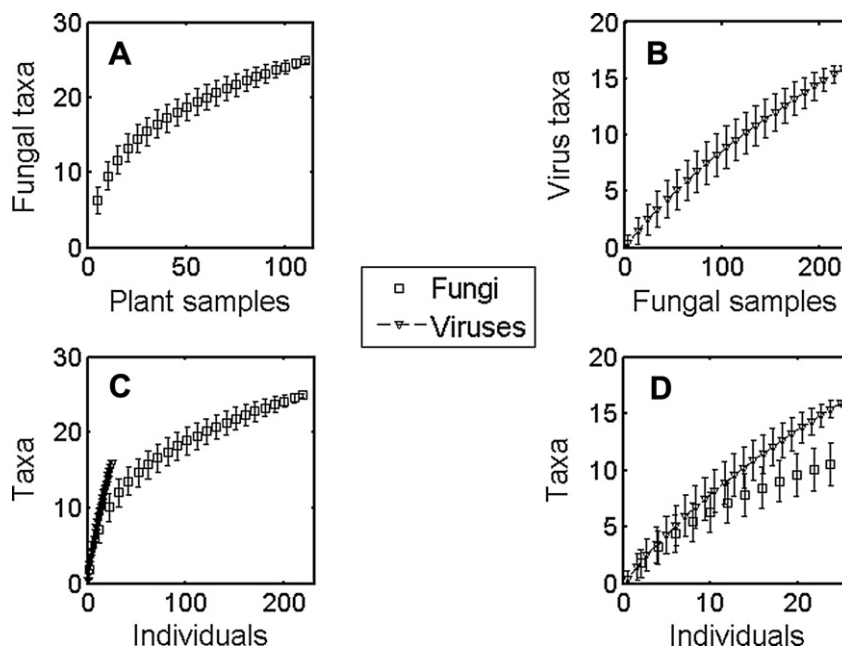 A
Fungal taxa
30
20
10
0
0 50 100
Plant samples
B
Virus taxa
20
15
10
5
0
0 100 200
Fungal samples
Fungi
Viruses
C
Taxa
30
20
10
0
0 100 200
Individuals
D
Taxa
20
15
10
5
0
0 10 20
Individuals